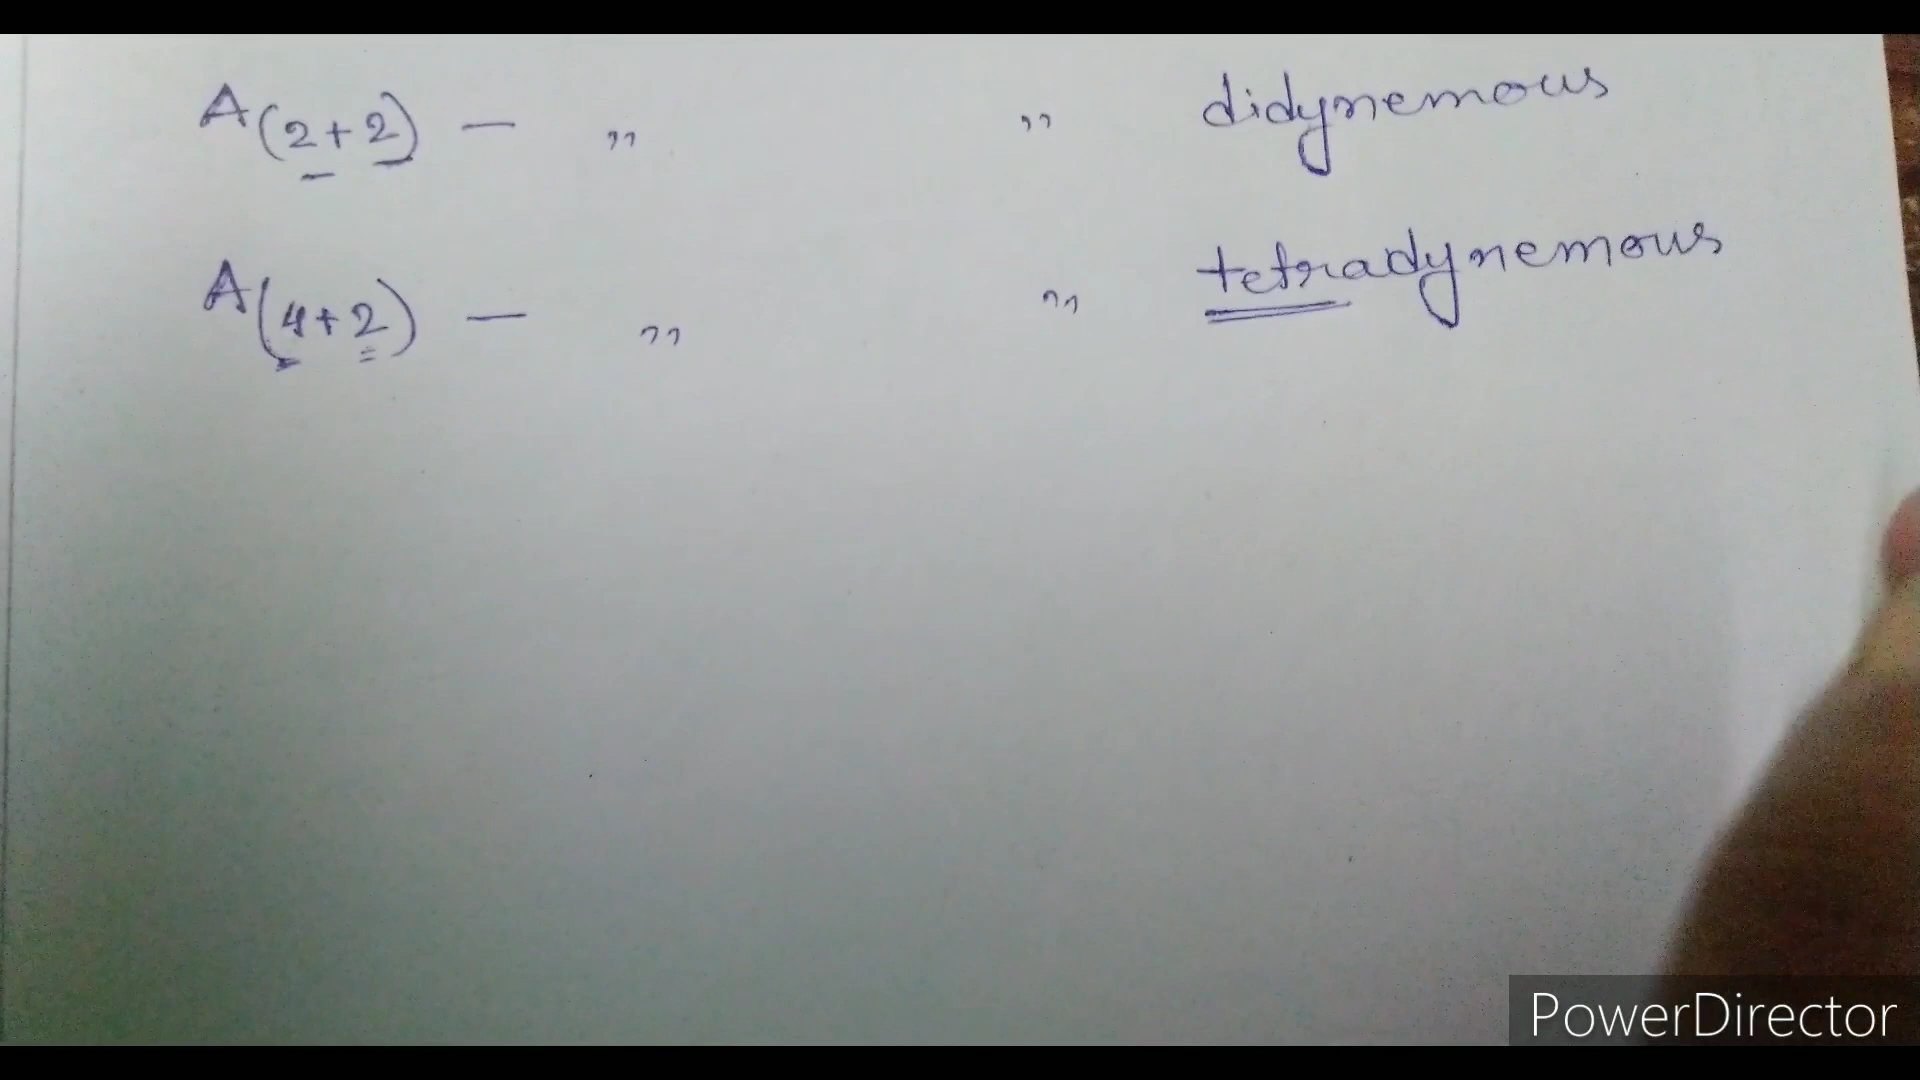 A(2+2) — ,, ,, didynemous
A(4+2) — ,, ,, tetradynemous
PowerDirector